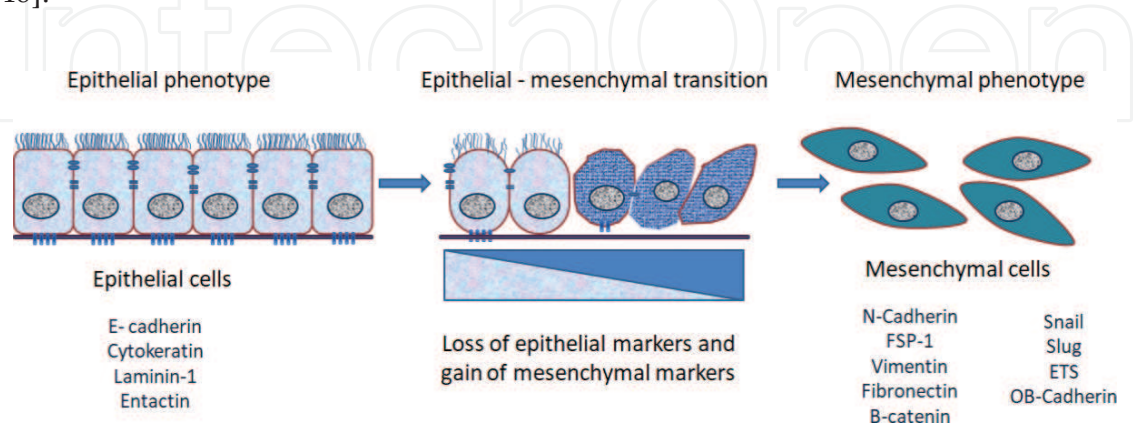 IntechOpen
Epithelial phenotype
Epithelial - mesenchymal transition
Mesenchymal phenotype
Epithelial cells
E- cadherin
Cytokeratin
Laminin-1
Entactin
Loss of epithelial markers and
gain of mesenchymal markers
Mesenchymal cells
N-Cadherin
FSP-1
Vimentin
Fibronectin
B-catenin
Snail
Slug
ETS
OB-Cadherin